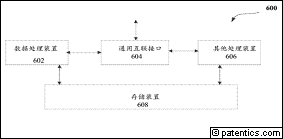 600
数据处理装置
602
通用互联接口
604
其他处理装置
606
存储装置
608
© patentics.com